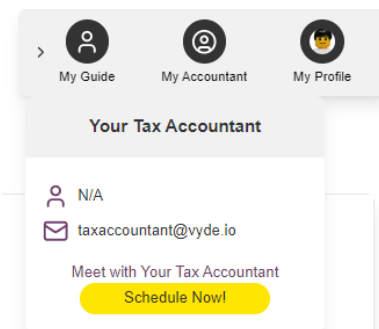 My Guide My Accountant My Profile
Your Tax Accountant
N/A
taxaccountant@vyde.io
Meet with Your Tax Accountant
Schedule Now!